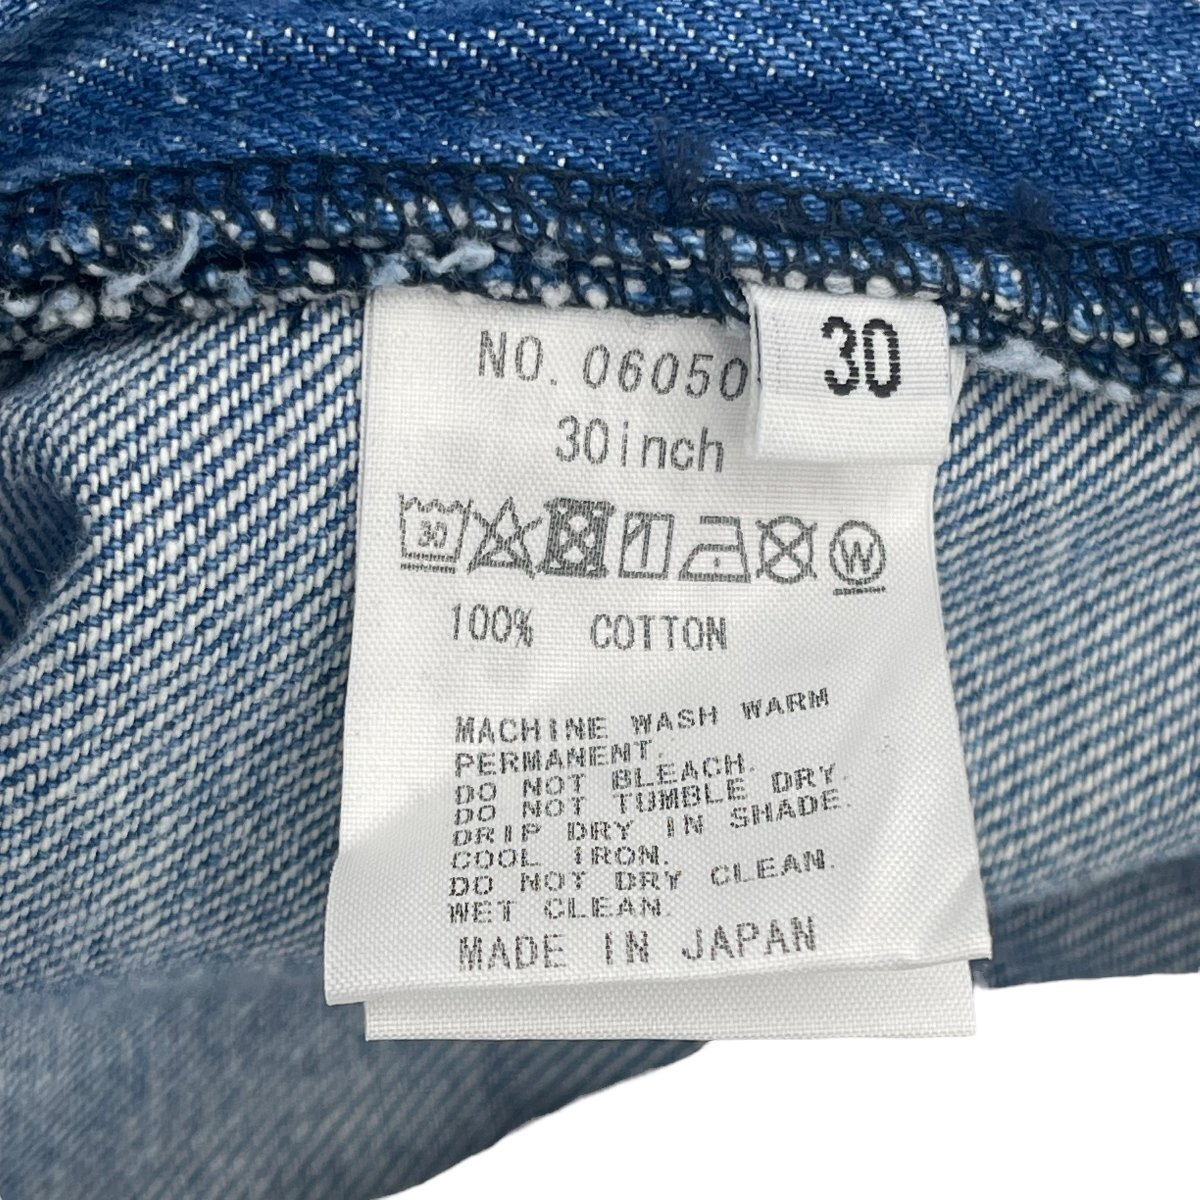 NO. 06050
30
30inch
30
W
100% COTTON
MACHINE WASH WARM
PERMANENT.
DO NOT BLEACH.
DO NOT TUMBLE DRY.
DRIP DRY IN SHADE.
COOL IRON.
DO NOT DRY CLEAN.
WET CLEAN.
MADE IN JAPAN